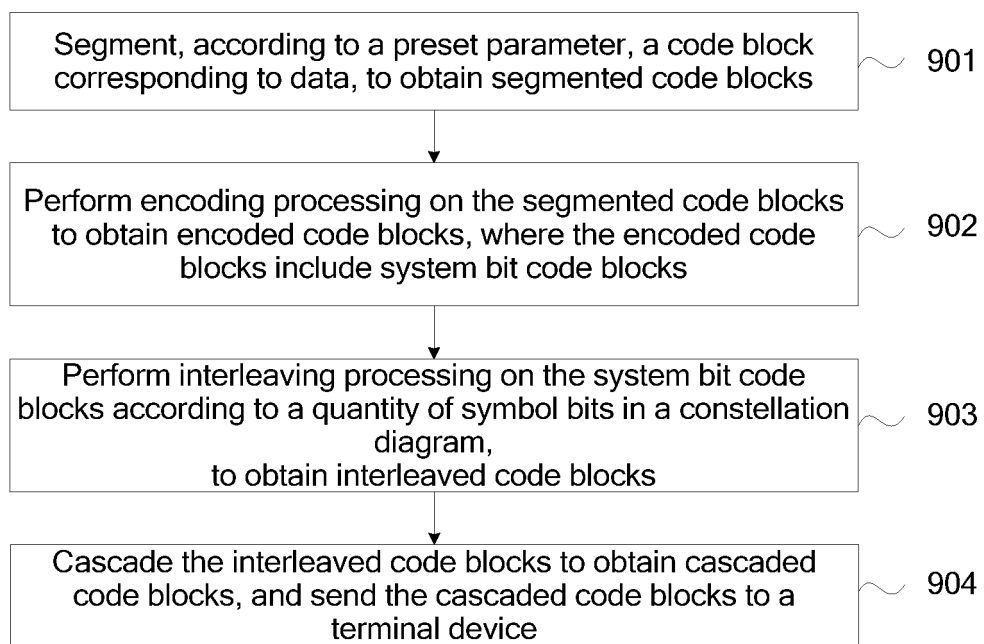 Segment, according to a preset parameter, a code block
corresponding to data, to obtain segmented code blocks
901
Perform encoding processing on the segmented code blocks
to obtain encoded code blocks, where the encoded code
blocks include system bit code blocks
902
Perform interleaving processing on the system bit code
blocks according to a quantity of symbol bits in a constellation
diagram,
to obtain interleaved code blocks
903
Cascade the interleaved code blocks to obtain cascaded
code blocks, and send the cascaded code blocks to a
terminal device
904